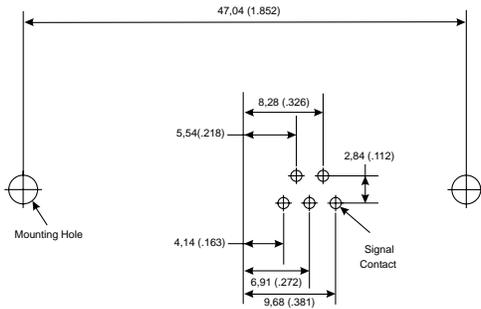 47,04 (1.852)
8,28 (.326)
5,54(.218)
2,84 (.112)
Mounting Hole
4,14 (.163)
Signal
Contact
6,91 (.272)
9,68 (.381)